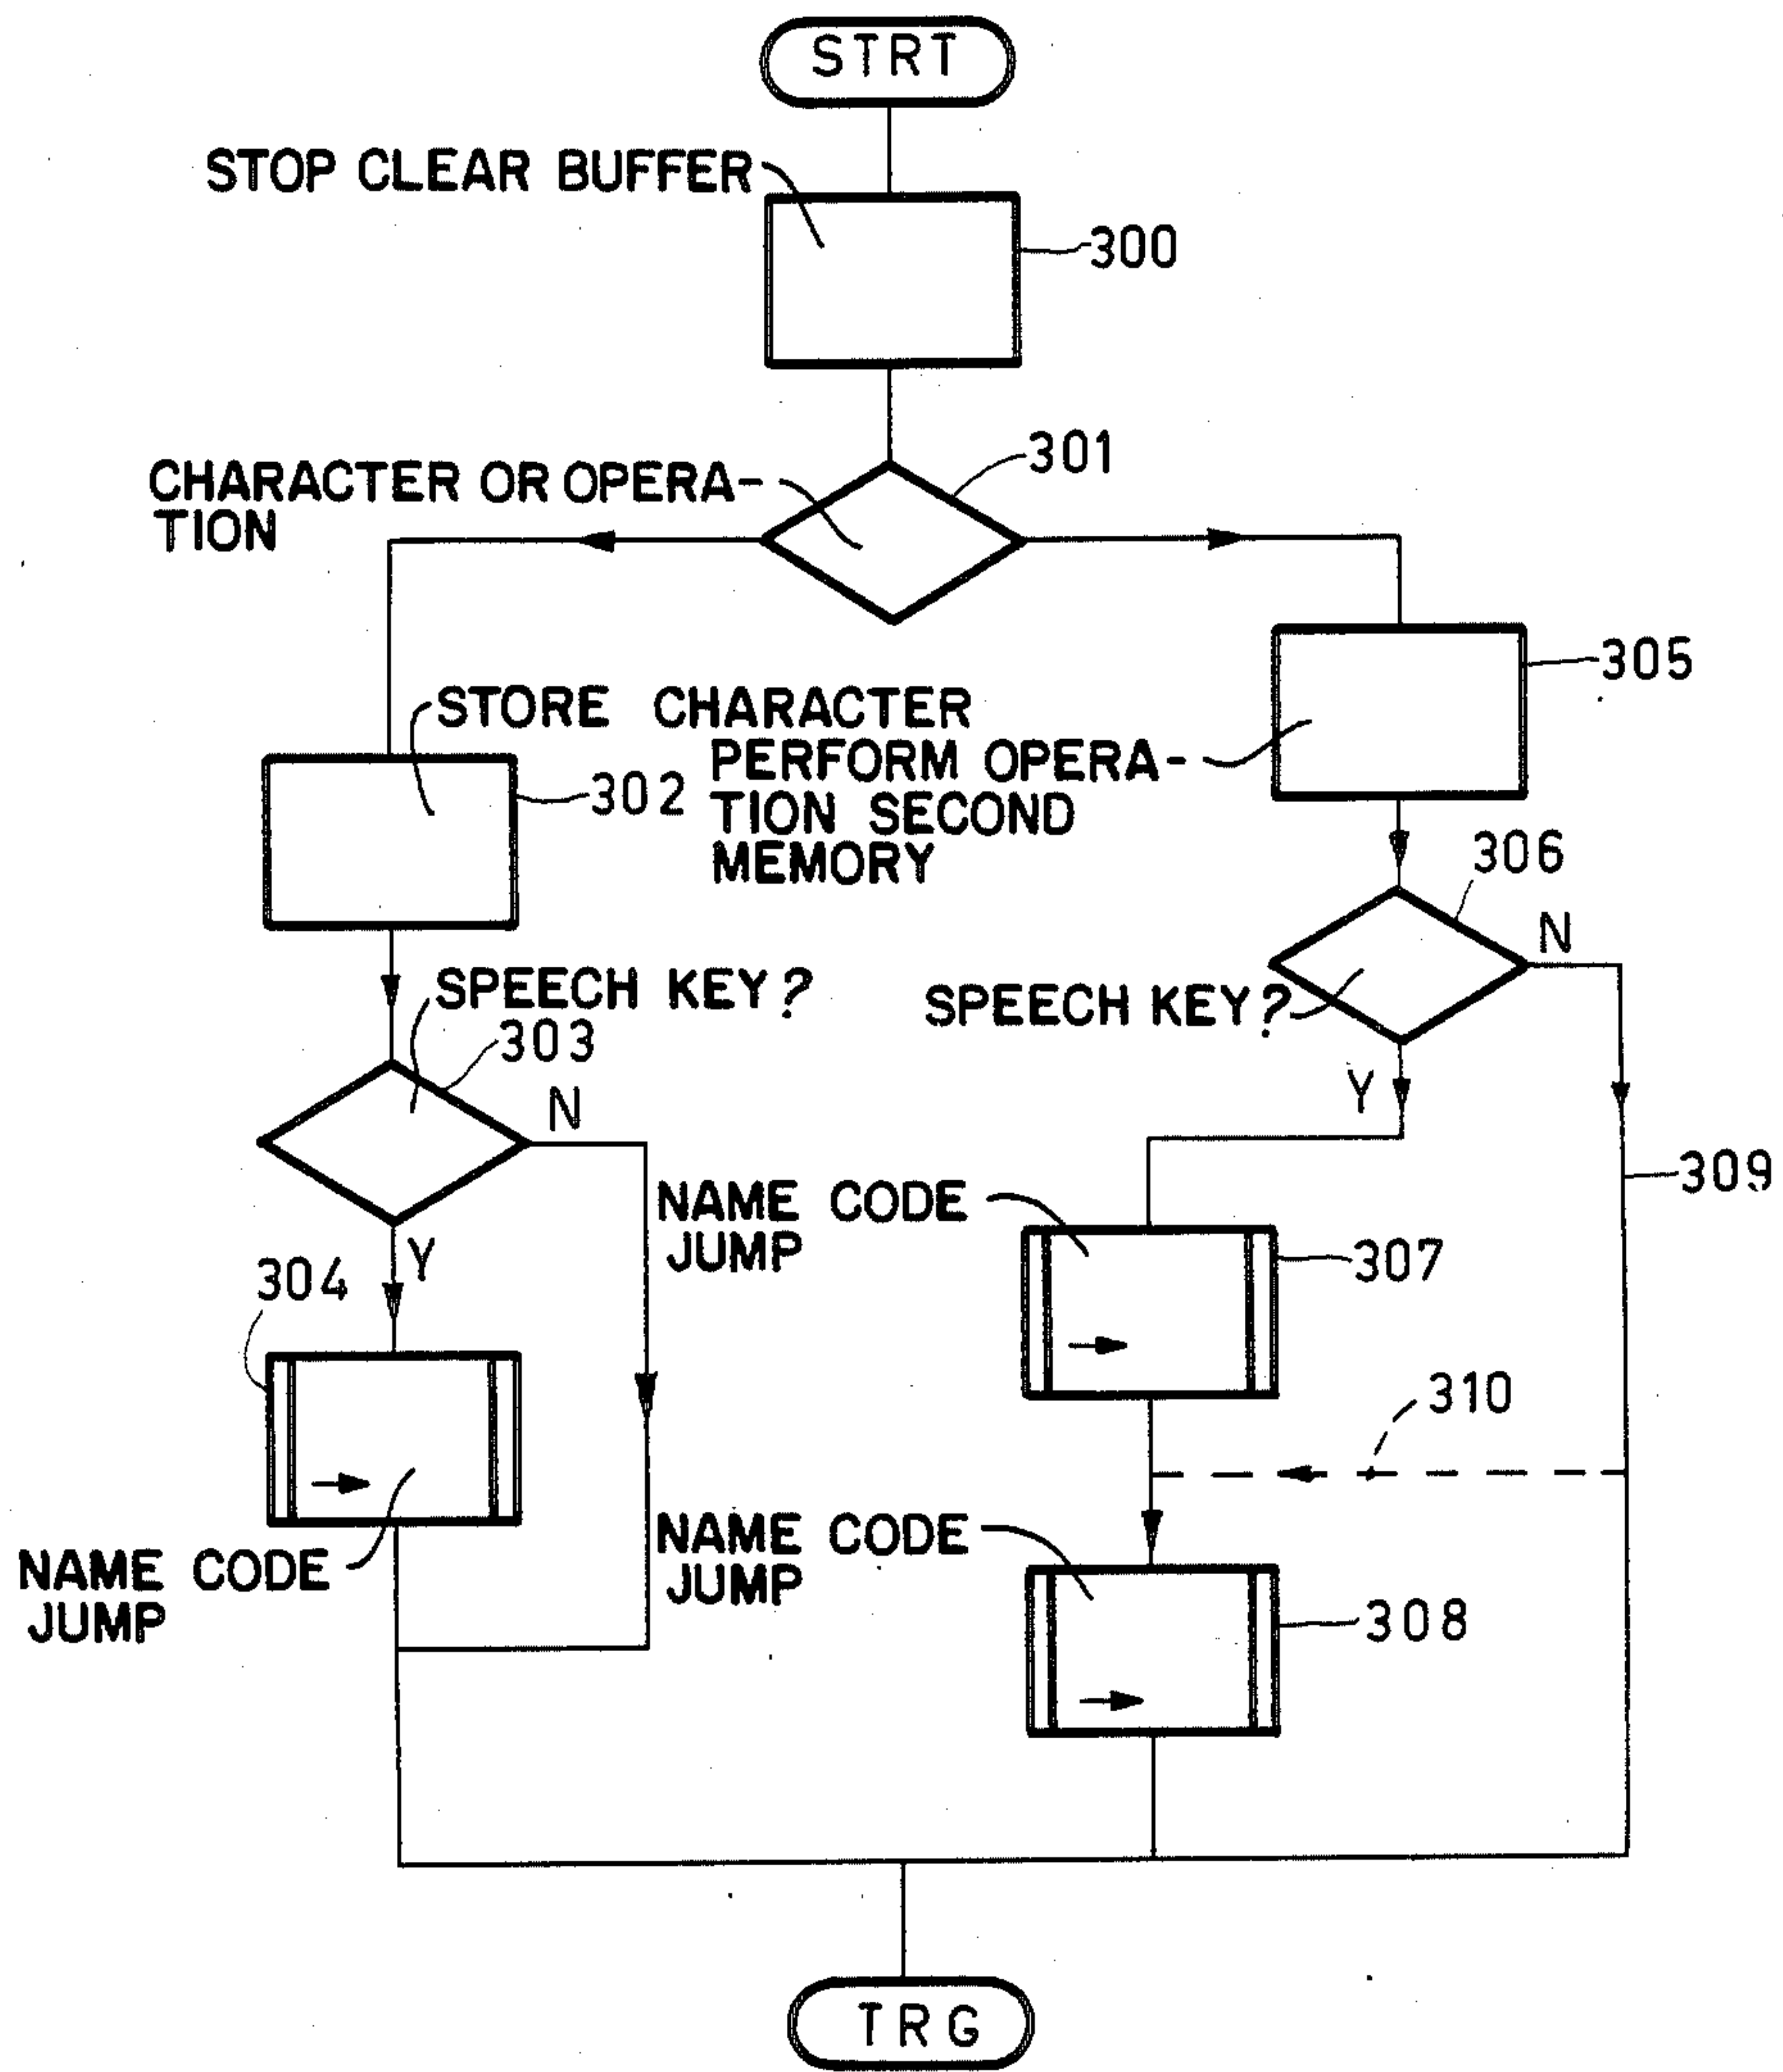 STRT
STOP CLEAR BUFFER
300
301
CHARACTER OR OPERA-
TION
305
STORE CHARACTER
302
PERFORM OPERA-
TION SECOND
MEMORY
306
N
SPEECH KEY?
303
N
SPEECH KEY?
Y
309
Y
304
NAME CODE
JUMP
307
310
NAME CODE
JUMP
NAME CODE
JUMP
308
TRG